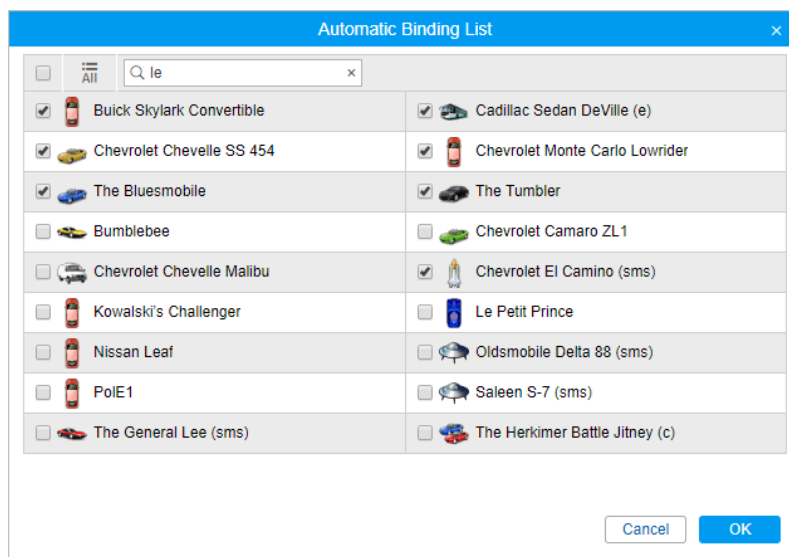 Automatic Binding List ×
All le ×
Buick Skylark Convertible Cadillac Sedan DeVille (e)
Chevrolet Chevelle SS 454 Chevrolet Monte Carlo Lowrider
The Bluesmobile The Tumbler
Bumblebee Chevrolet Camaro ZL1
Chevrolet Chevelle Malibu Chevrolet El Camino (sms)
Kowalski's Challenger Le Petit Prince
Nissan Leaf Oldsmobile Delta 88 (sms)
PolE1 Saleen S-7 (sms)
The General Lee (sms) The Herkimer Battle Jitney (c)
Cancel OK